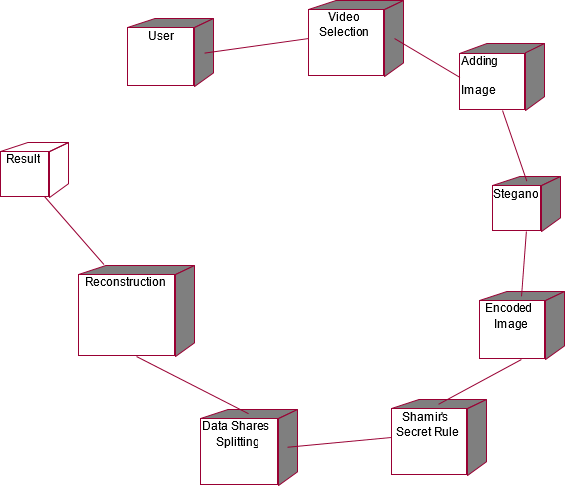 User
Video
Selection
Adding
Image
Stegano
Encoded
Image
Shamir's
Secret Rule
Data Shares
Splitting
Reconstruction
Result